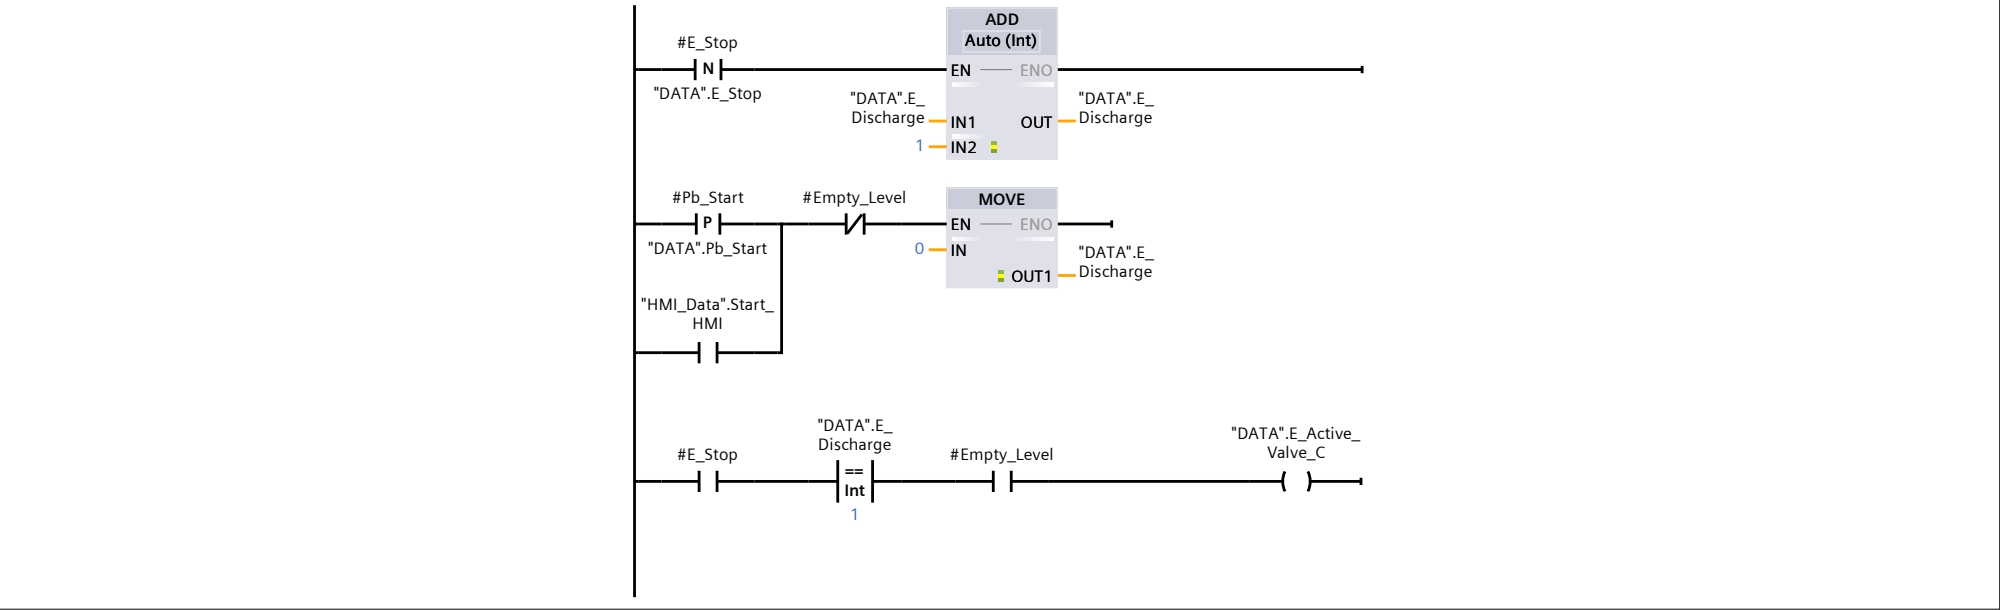 ADD
Auto (Int)
#E_Stop
N
EN
ENO
"DATA".E_Stop
"DATA".E_
Discharge
IN1
OUT
"DATA".E_
Discharge
1
IN2
#Pb_Start
#Empty_Level
MOVE
P
EN
ENO
"DATA".Pb_Start
0
IN
"DATA".E_
Discharge
OUT1
"HMI_Data".Start_
HMI
"DATA".E_
Discharge
"DATA".E_Active_
Valve_C
#E_Stop
#Empty_Level
==
Int
1